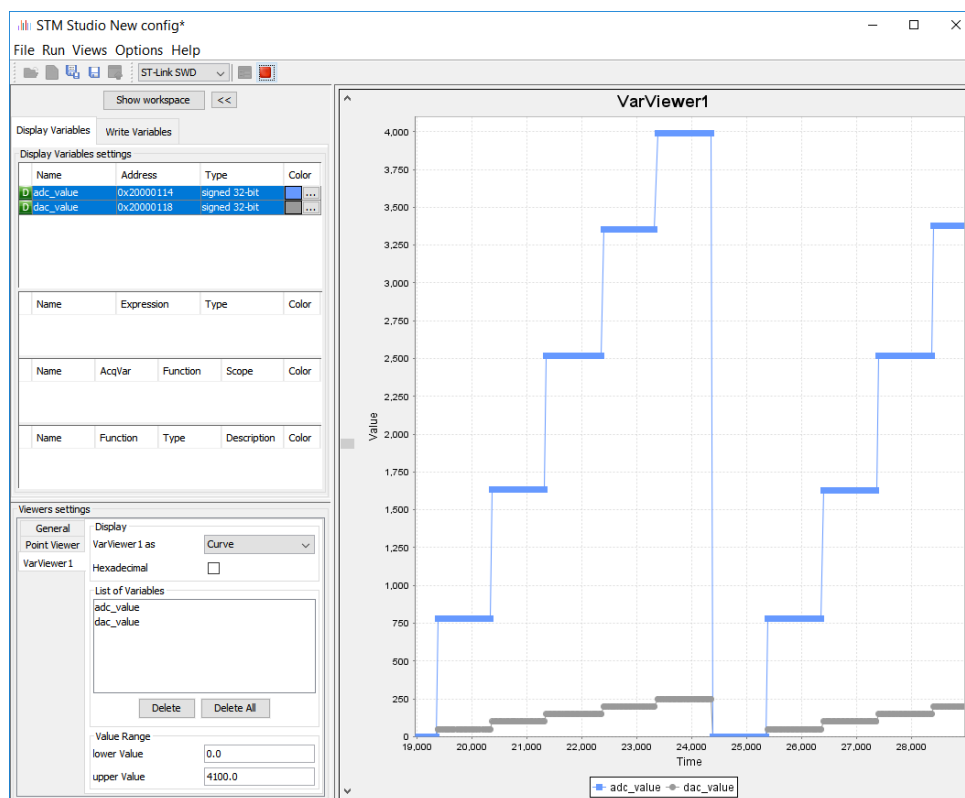 STM Studio New config*
File Run Views Options Help
ST-Link SWD
Show workspace <<
Display Variables Write Variables
Display Variables settings
Name Address Type Color
D adc_value 0x20000114 signed 32-bit ...
D dac_value 0x20000118 signed 32-bit ...
Name Expression Type Color
Name AcqVar Function Scope Color
Name Function Type Description Color
Viewers settings
General
Point Viewer
VarViewer1
Display
VarViewer1 as Curve
Hexadecimal
List of Variables
adc_value
dac_value
Delete Delete All
Value Range
lower Value 0.0
upper Value 4100.0
VarViewer1
Value
4,000
3,750
3,500
3,250
3,000
2,750
2,500
2,250
2,000
1,750
1,500
1,250
1,000
750
500
250
0
19,000 20,000 21,000 22,000 23,000 24,000 25,000 26,000 27,000 28,000
Time
adc_value dac_value